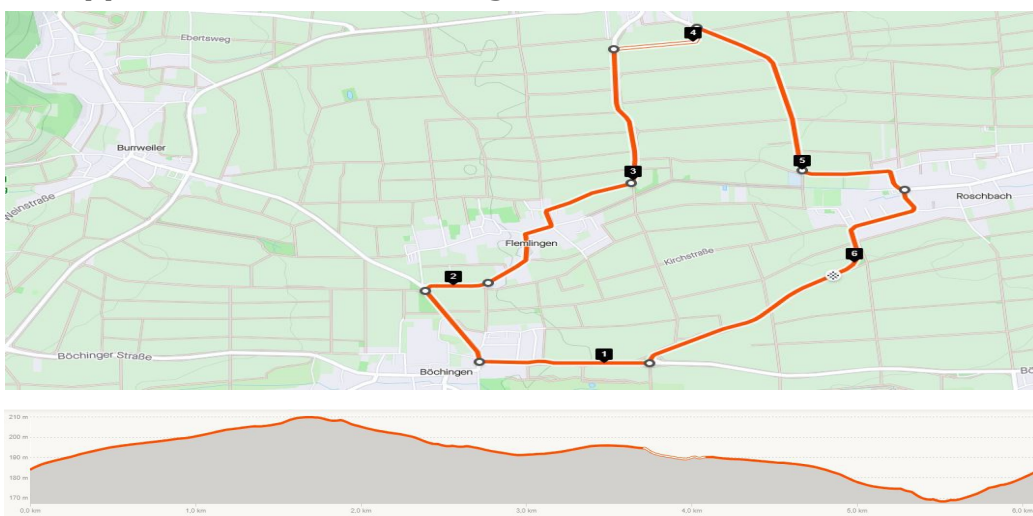 4
Ebertsweg
Burrweiler
5
3
Weinstraße
Roschbach
Flemlingen
Kirchstraße
6
2
1
Böchinger Straße
Böchingen
Bö
210 m
200 m
190 m
180 m
170 m
0,0 km
1,0 km
2,0 km
3,0 km
4,0 km
5,0 km
6,0 km